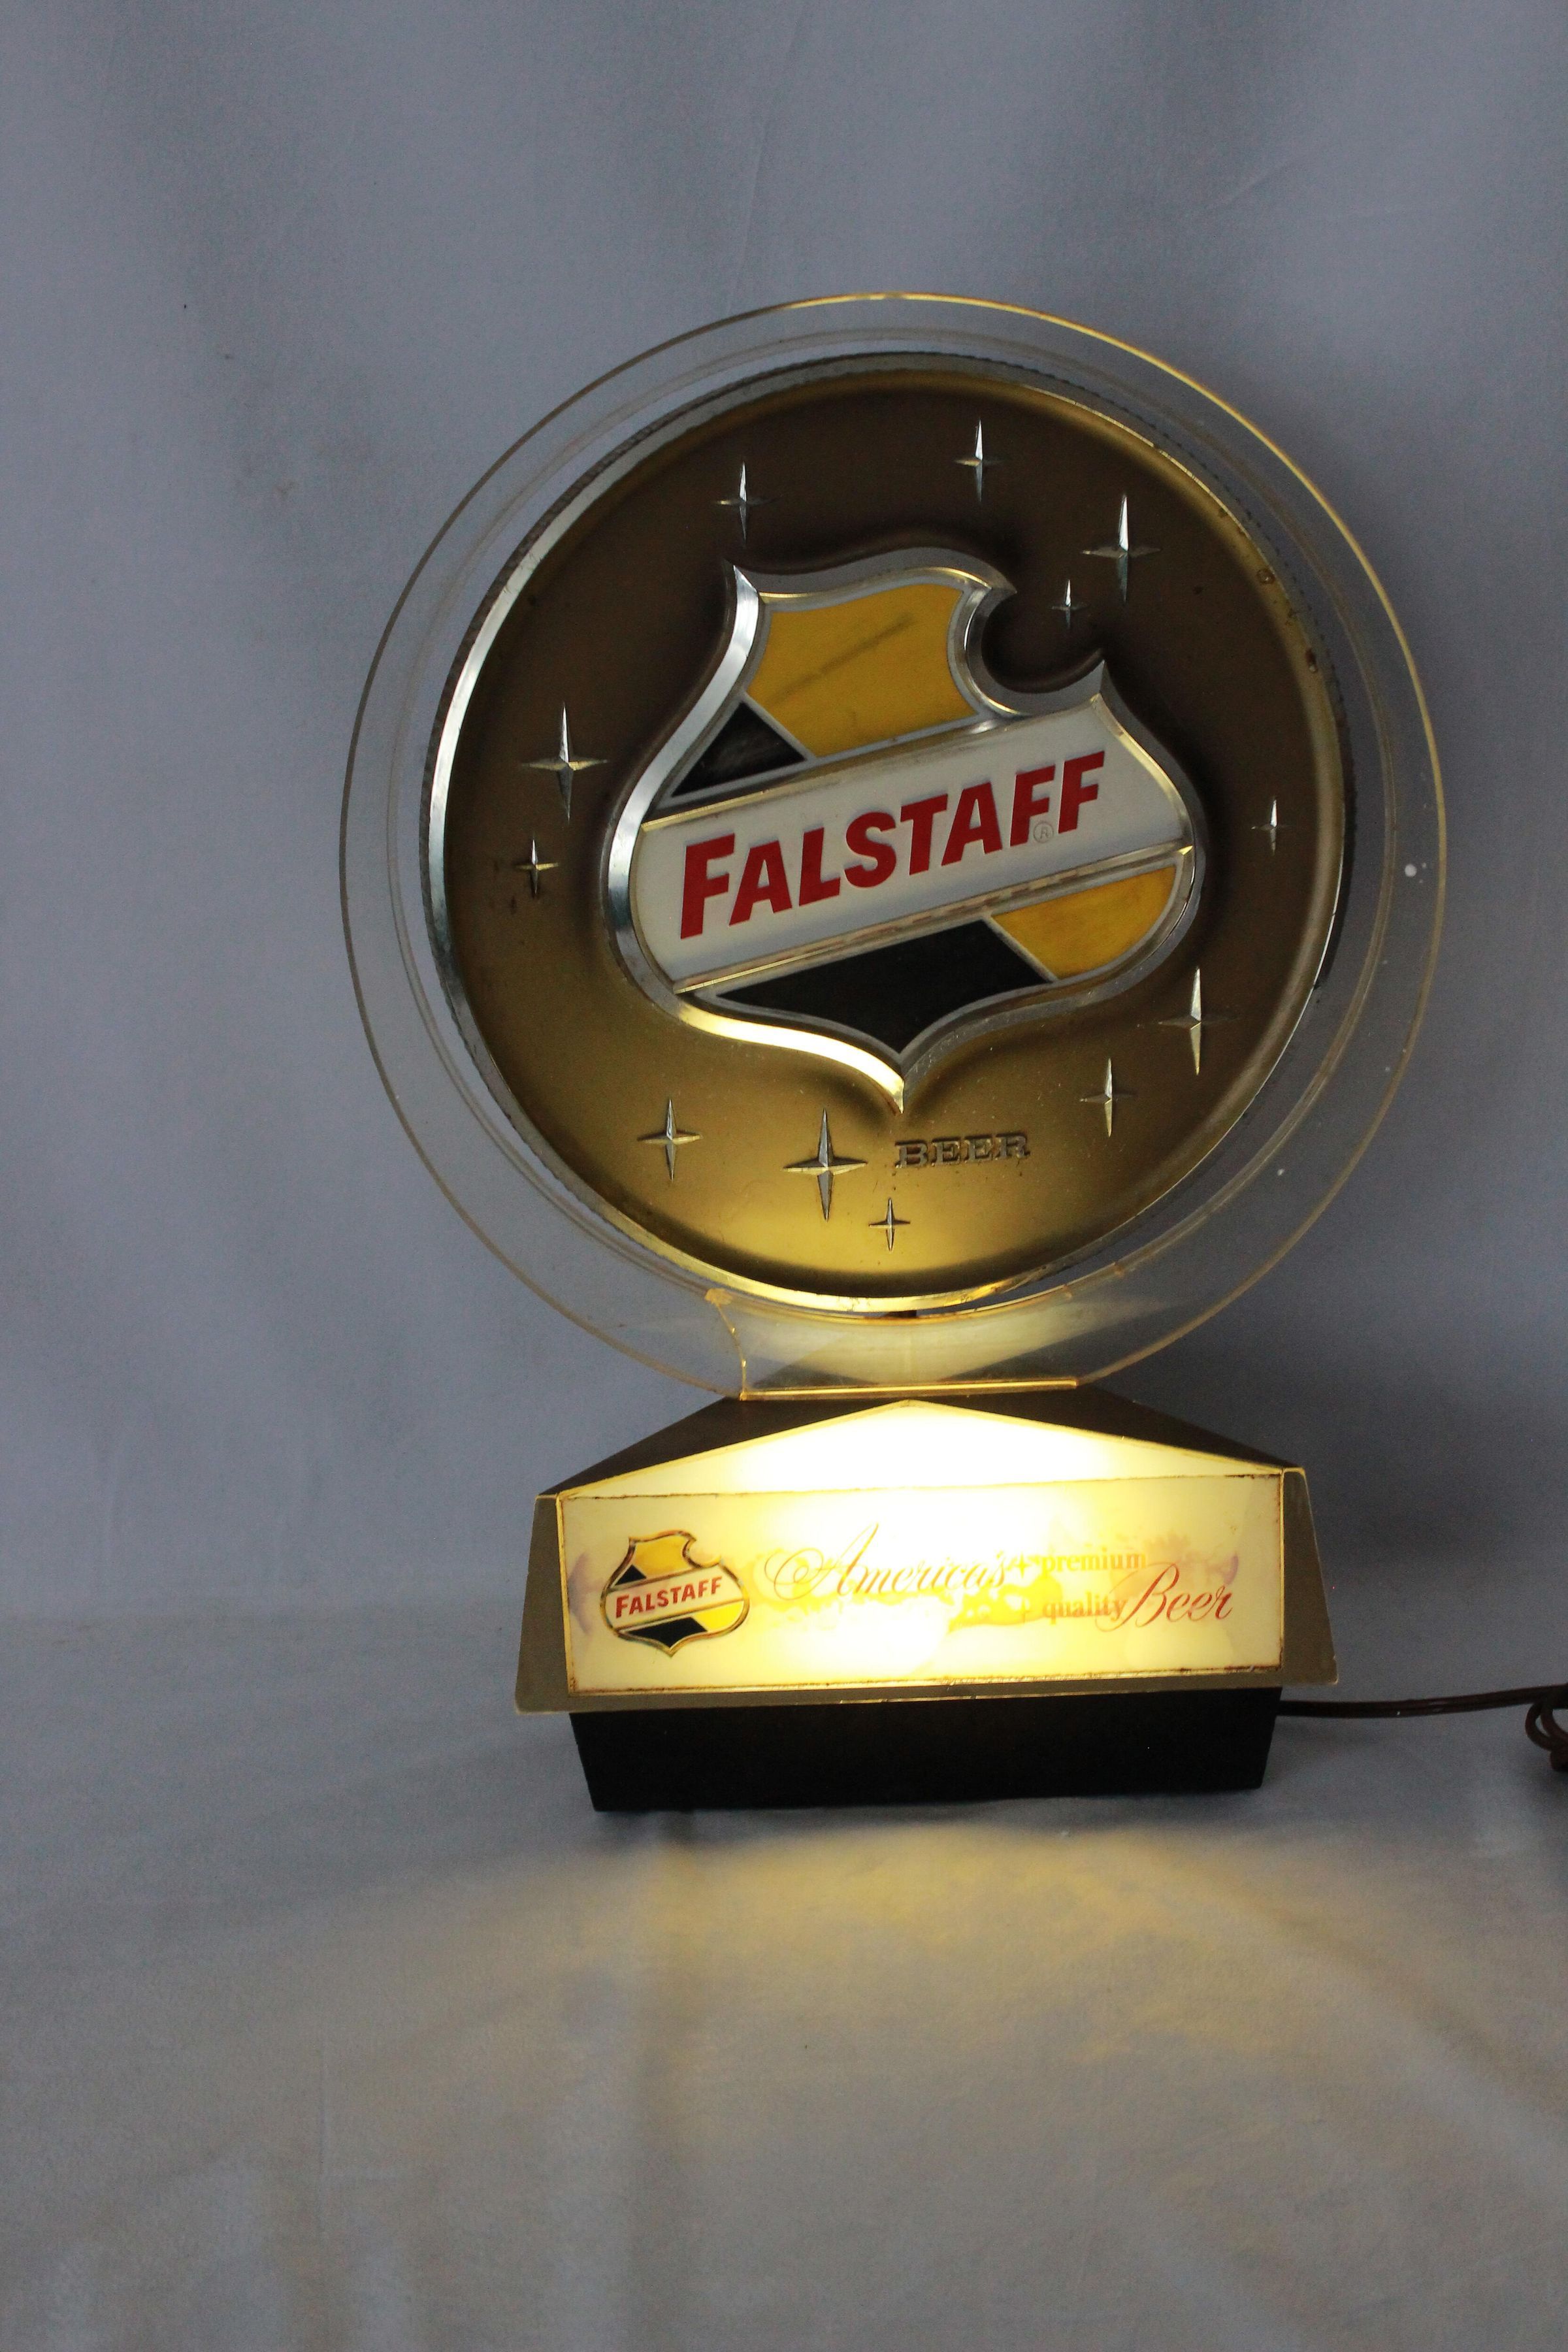 FALSTAFF
®
BEER
FALSTAFF
America's premium quality Beer